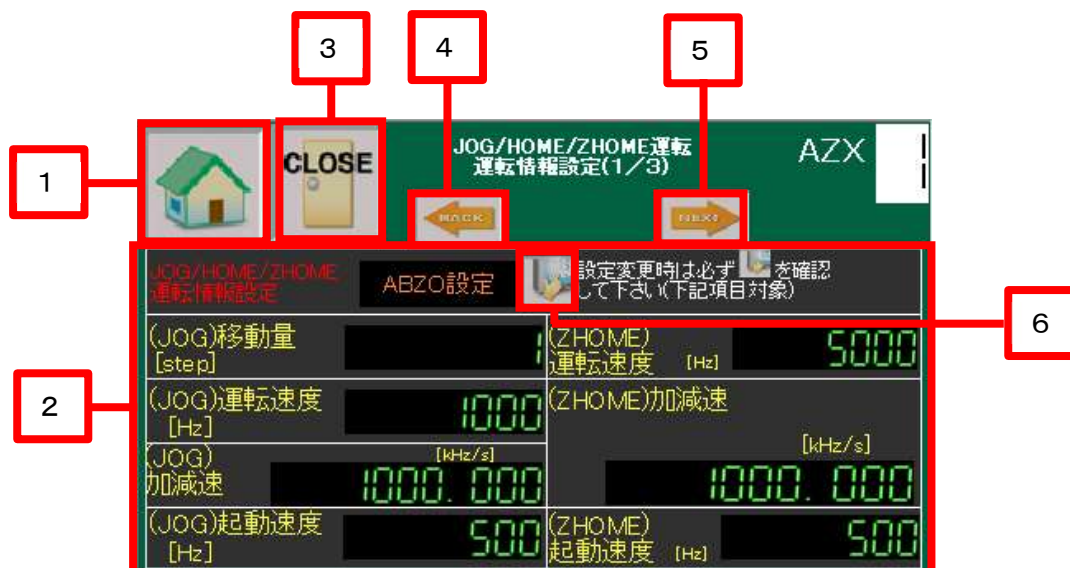 3
4
5
1
CLOSE
JOG/HOME/ZHOME運転
運転情報設定(1/3)
AZX
BACK
NEXT
JOG/HOME/ZHOME
運転情報設定
ABZO設定
設定変更時は必ず を確認
して下さい(下記項目対象)
6
(JOG)移動量
[step]
1
(ZHOME)
運転速度 [Hz]
5000
2
(JOG)運転速度
[Hz]
1000
(ZHOME)加減速
[kHz/s]
1000.000
(JOG)
加減速
[kHz/s]
1000.000
(JOG)起動速度
[Hz]
500
(ZHOME)
起動速度 [Hz]
500